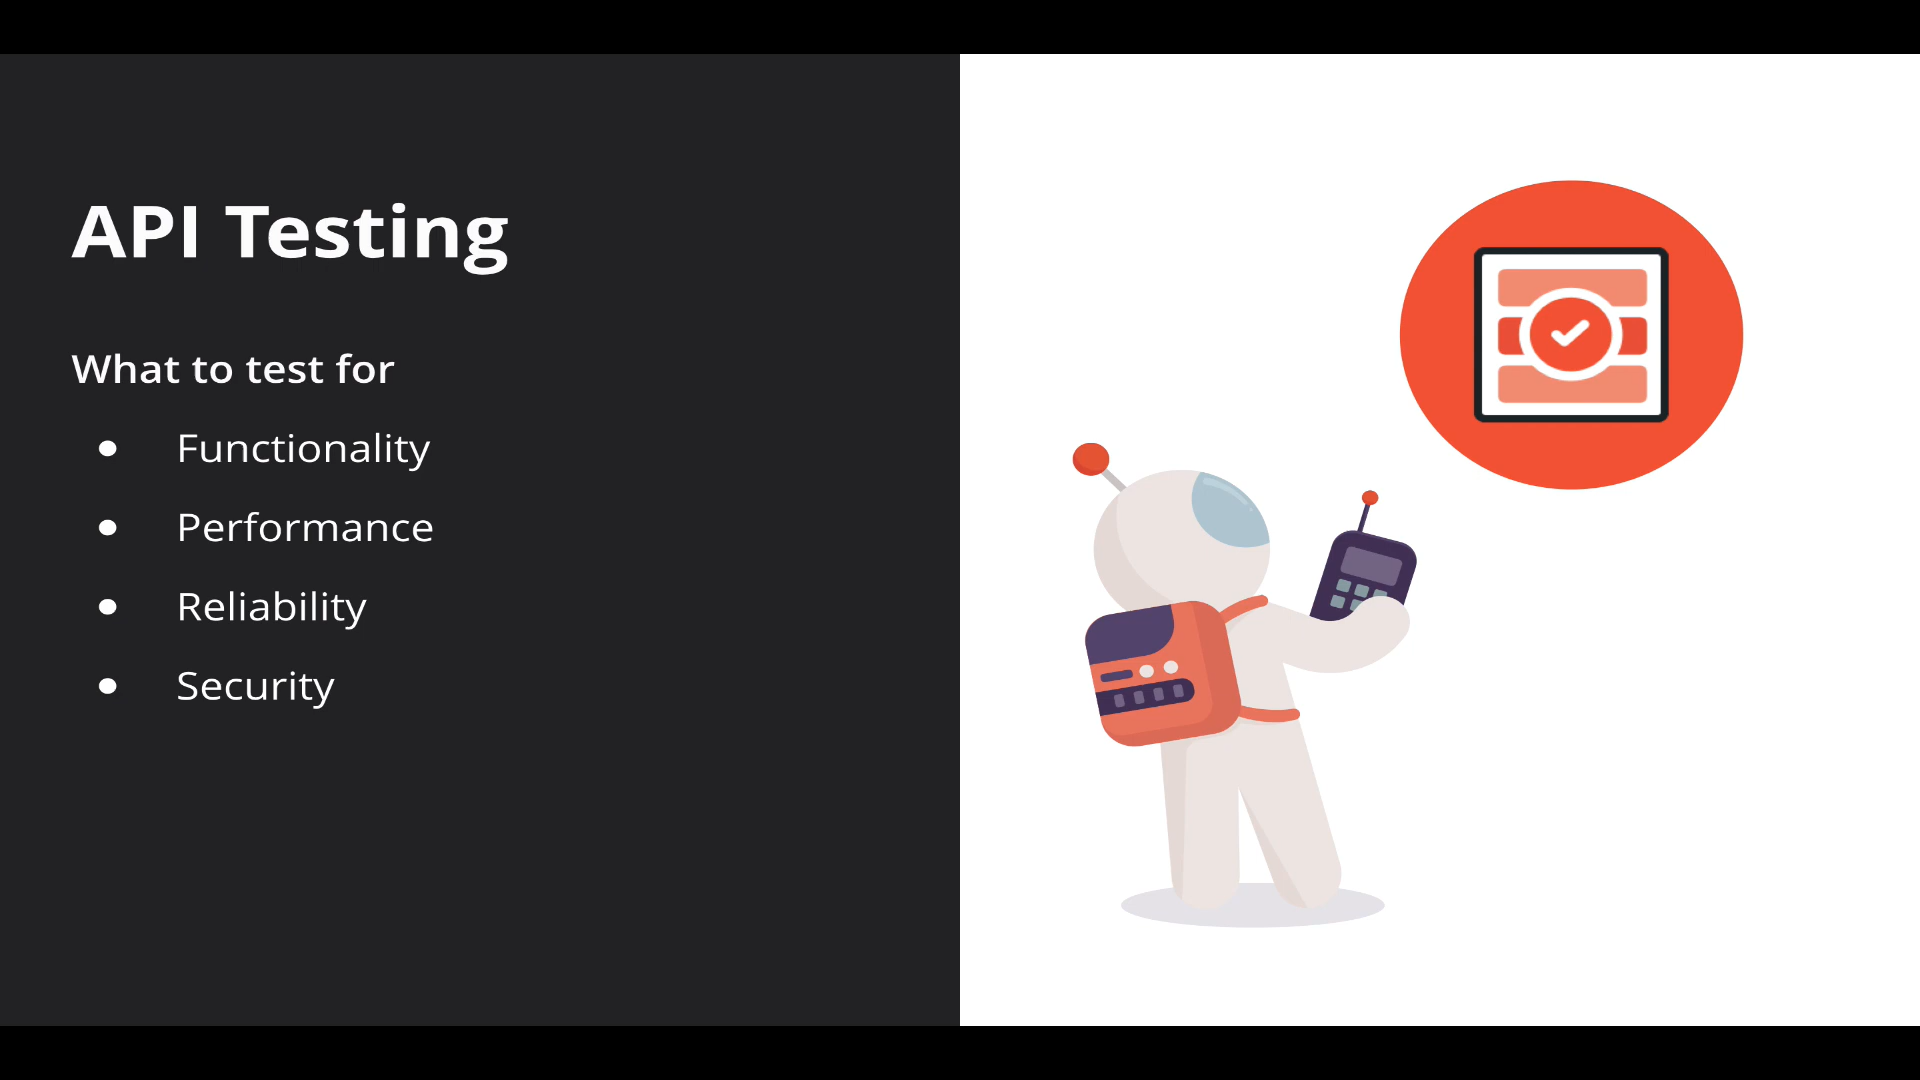 API Testing
What to test for
● Functionality
● Performance
● Reliability
● Security